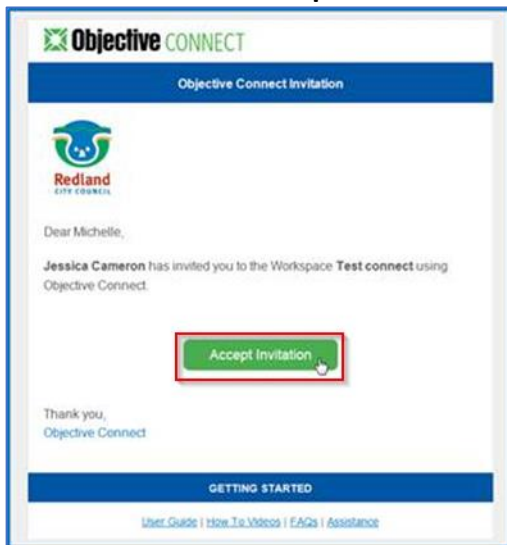 Objective CONNECT
Objective Connect Invitation
Redland
CITY COUNCIL
Dear Michelle,
Jessica Cameron has invited you to the Workspace Test connect using
Objective Connect.
Accept Invitation
Thank you,
Objective Connect
GETTING STARTED
User Guide | How To Videos | FAQs | Assistance